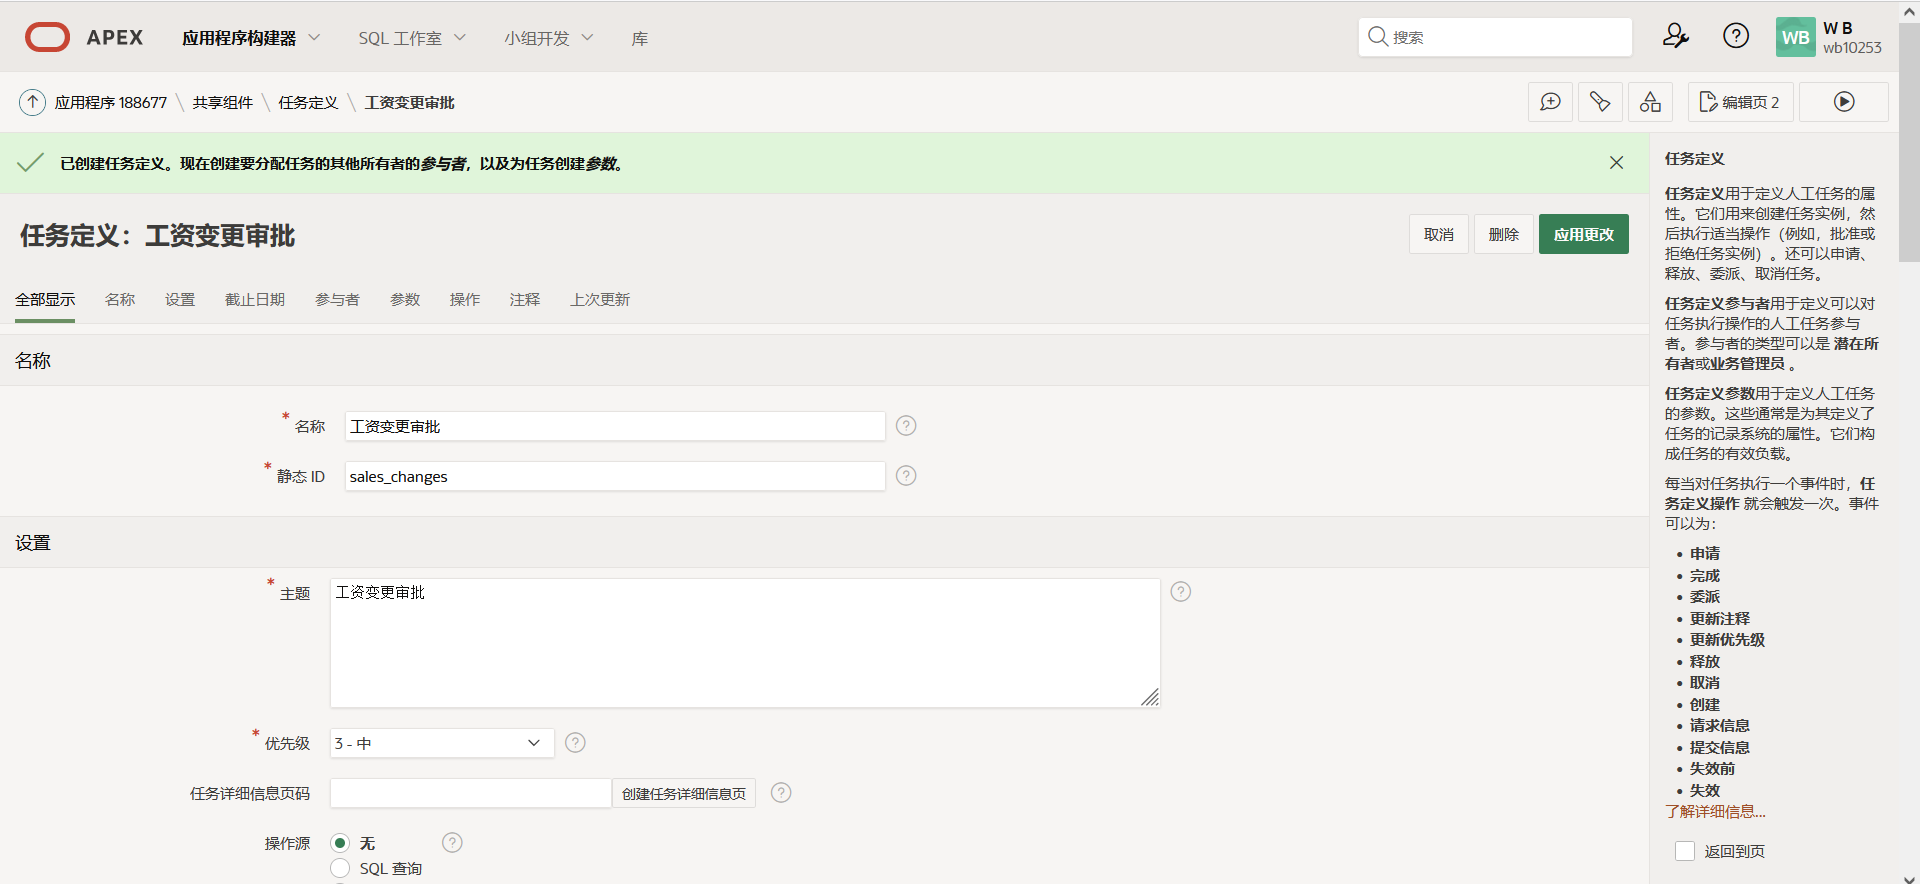 APEX 应用程序构建器 SQL 工作室 小组开发 库 搜索 WB W B
wb10253
应用程序 188677 \ 共享组件 \ 任务定义 \ 工资变更审批 编辑页 2
已创建任务定义。现在创建要分配任务的其他所有者的参与者，以及为任务创建参数。
任务定义：工资变更审批 取消 删除 应用更改
全部显示 名称 设置 截止日期 参与者 参数 操作 注释 上次更新
名称
* 名称 工资变更审批 ?
* 静态 ID sales_changes ?
设置
* 主题 工资变更审批 ?
* 优先级 3 - 中 ?
任务详细信息页码 创建任务详细信息页 ?
操作源 无 ?
SQL 查询
任务定义
任务定义用于定义人工任务的属
性。它们用来创建任务实例，然
后执行适当操作（例如，批准或
拒绝任务实例）。还可以申请、
释放、委派、取消任务。
任务定义参与者用于定义可以对
任务执行操作的人工任务参与
者。参与者的类型可以是 潜在所
有者或业务管理员 。
任务定义参数用于定义人工任务
的参数。这些通常是为其定义了
任务的记录系统的属性。它们构
成任务的有效负载。
每当对任务执行一个事件时，任
务定义操作 就会触发一次。事件
可以为：
• 申请
• 完成
• 委派
• 更新注释
• 更新优先级
• 释放
• 取消
• 创建
• 请求信息
• 提交信息
• 失效前
• 失效
了解详细信息...
返回到页